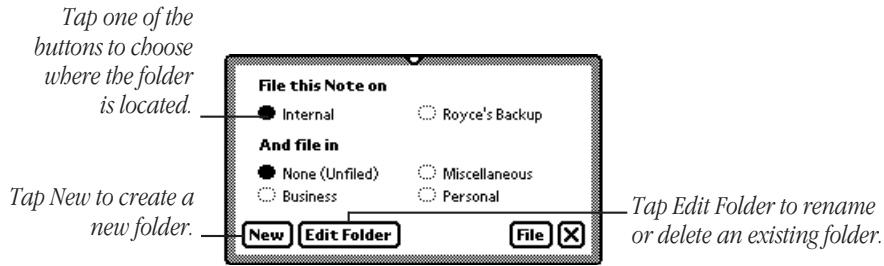 Tap one of the
buttons to choose
where the folder
is located.
File this Note on
Internal
Royce's Backup
And file in
None (Unfiled)
Miscellaneous
Business
Personal
Tap New to create a
new folder.
New
Edit Folder
File
X
Tap Edit Folder to rename
or delete an existing folder.